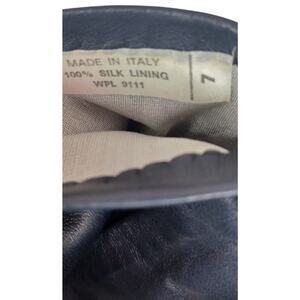 MADE IN ITALY
100% SILK LINING
WPL 9111
7